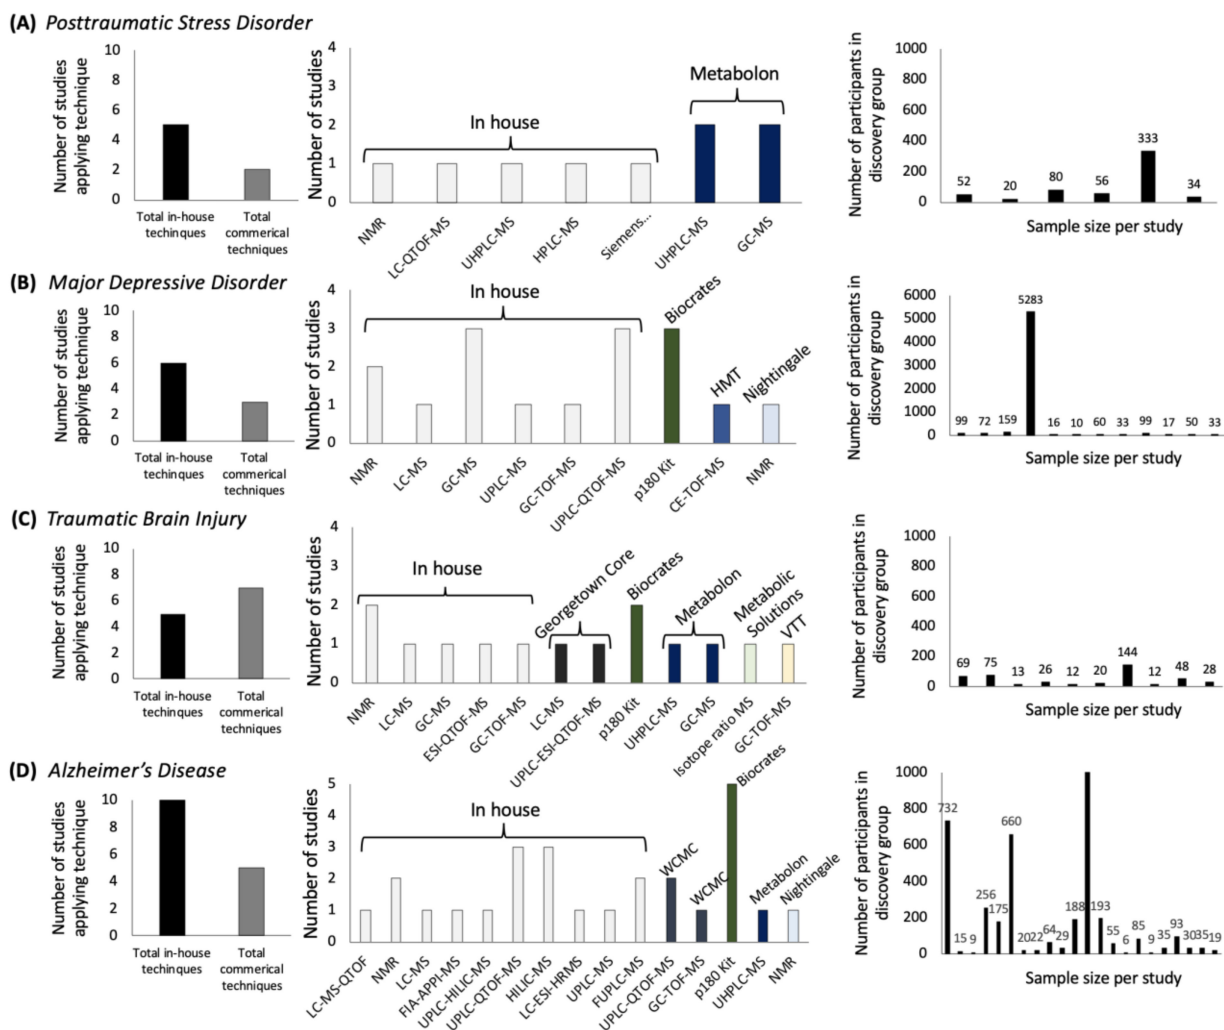 (A) Posttraumatic Stress Disorder
Number of studies
applying technique
10
8
6
4
2
0
Total in-house
techinques
Total
commerical
techniques
Number of studies
4
3
2
1
0
In house
Metabolon
NMR
LC-QTOF-MS
UHPLC-MS
HPLC-MS
Siemens...
UHPLC-MS
GC-MS
Number of participants in
discovery group
1000
800
600
400
200
0
52
20
80
56
333
34
Sample size per study
(B) Major Depressive Disorder
Number of studies
applying technique
10
8
6
4
2
0
Total in-house
techinques
Total
commerical
techniques
Number of studies
4
3
2
1
0
In house
Biocrates
HMT
Nightingale
NMR
LC-MS
GC-MS
UPLC-MS
GC-TOF-MS
UPLC-QTOF-MS
p180 Kit
CE-TOF-MS
NMR
Number of participants in
discovery group
6000
5000
4000
3000
2000
1000
0
99
72
159
5283
16
10
60
33
99
17
50
33
Sample size per study
(C) Traumatic Brain Injury
Number of studies
applying technique
10
8
6
4
2
0
Total in-house
techinques
Total
commerical
techniques
Number of studies
4
3
2
1
0
In house
Georgetown Core
Biocrates
Metabolon
Metabolic
Solutions
VTT
NMR
LC-MS
GC-MS
ESI-QTOF-MS
GC-TOF-MS
LC-MS
UPLC-ESI-QTOF-MS
p180 Kit
UHPLC-MS
GC-MS
Isotope ratio MS
GC-TOF-MS
Number of participants in
discovery group
1000
800
600
400
200
0
69
75
13
26
12
20
144
12
48
28
Sample size per study
(D) Alzheimer's Disease
Number of studies
applying technique
10
8
6
4
2
0
Total in-house
techinques
Total
commerical
techniques
Number of studies
5
4
3
2
1
0
In house
WCMC
WCMC
Biocrates
Metabolon
Nightingale
LC-MS-QTOF
NMR
LC-MS
FIA-APPI-MS
UPLC-HILIC-MS
UPLC-QTOF-MS
HILIC-MS
LC-ESI-HRMS
UPLC-MS
FUPLC-MS
UPLC-QTOF-MS
GC-TOF-MS
p180 Kit
UHPLC-MS
NMR
Number of participants in
discovery group
1000
800
600
400
200
0
732
15
9
256
175
660
20
22
64
29
188
193
55
6
85
9
35
93
30
35
19
Sample size per study